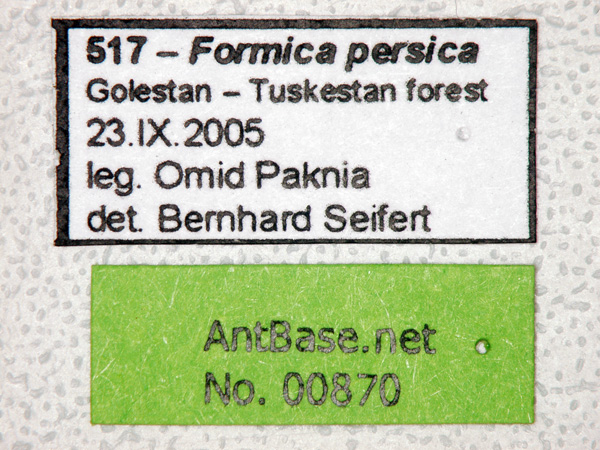 517 – Formica persica
Golestan – Tuskestan forest
23.IX.2005
leg. Omid Paknia
det. Bernhard Seifert
AntBase.net
No. 00870